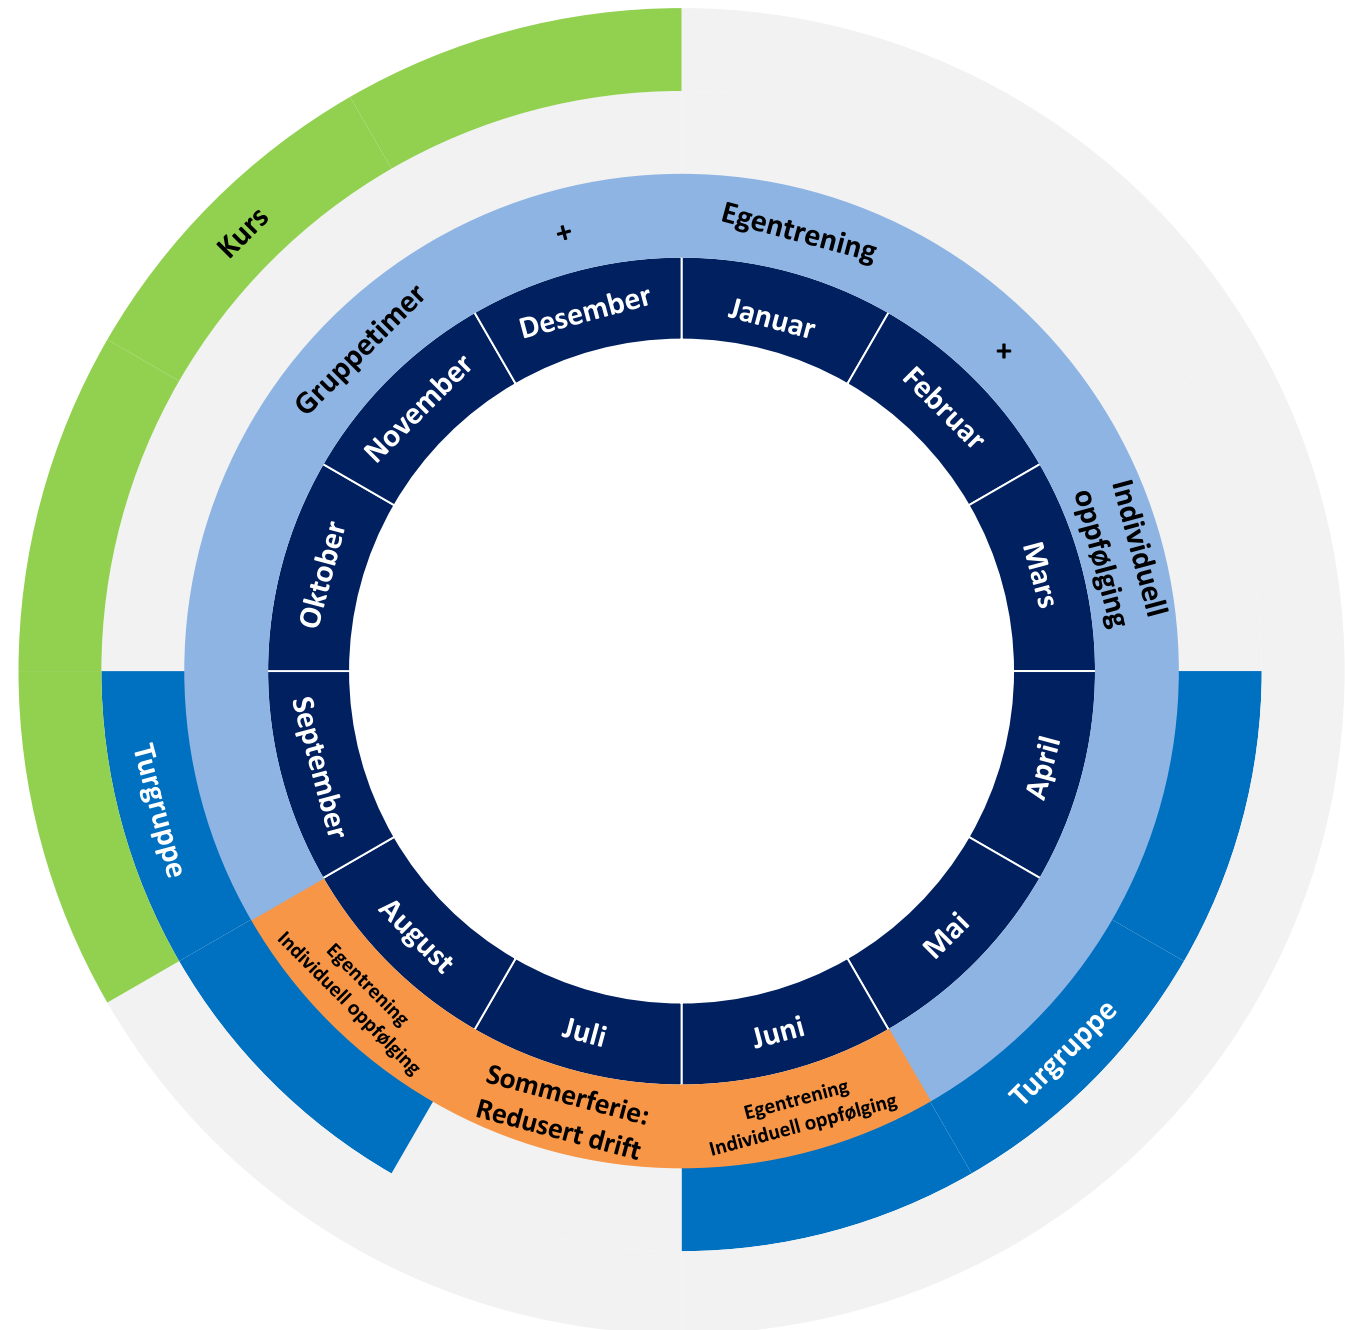 Kurs
Gruppetimer
+
Egentrening
+
Individuell
oppfølging
Januar
Februar
Mars
April
Mai
Juni
Juli
August
September
Oktober
November
Desember
Turgruppe
Egentrening
Individuell oppfølging
Sommerferie:
Redusert drift
Egentrening
Individuell oppfølging
Turgruppe